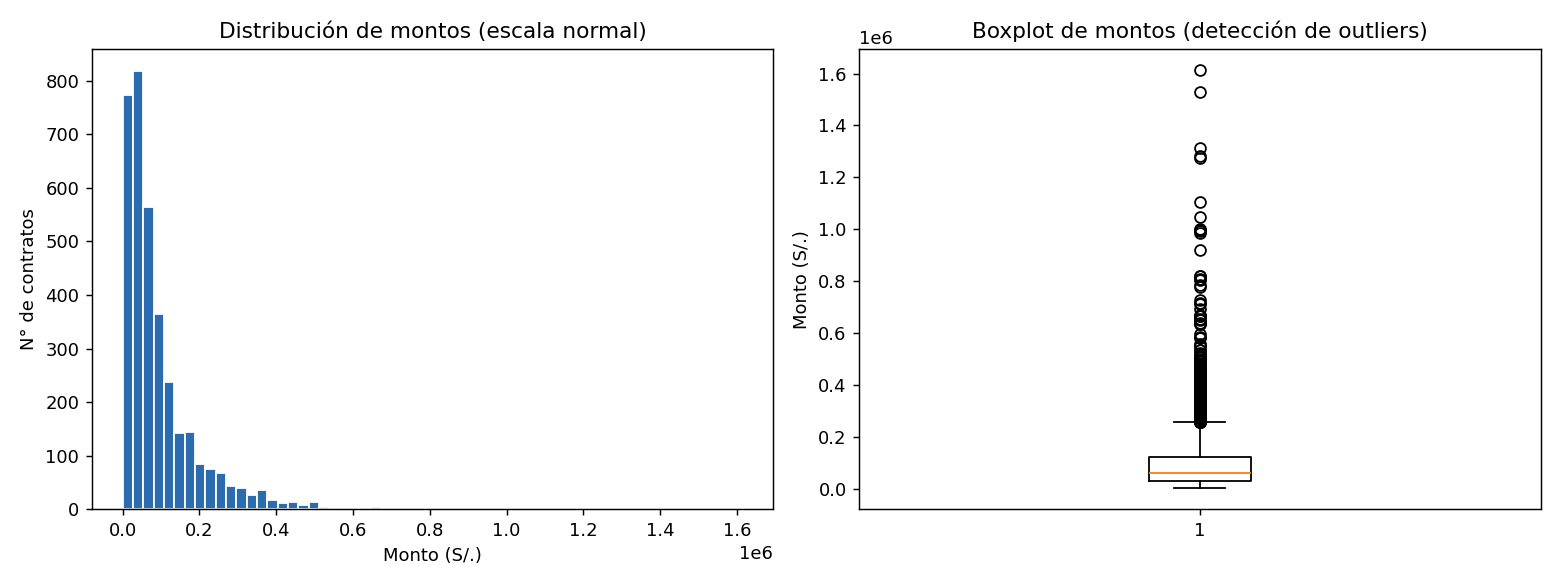 Distribución de montos (escala normal)
800
700
600
500
400
300
200
100
0
N° de contratos
0.0 0.2 0.4 0.6 0.8 1.0 1.2 1.4 1.6
1e6
Monto (S/.)
Boxplot de montos (detección de outliers)
1e6
1.6
1.4
1.2
1.0
0.8
0.6
0.4
0.2
0.0
Monto (S/.)
1